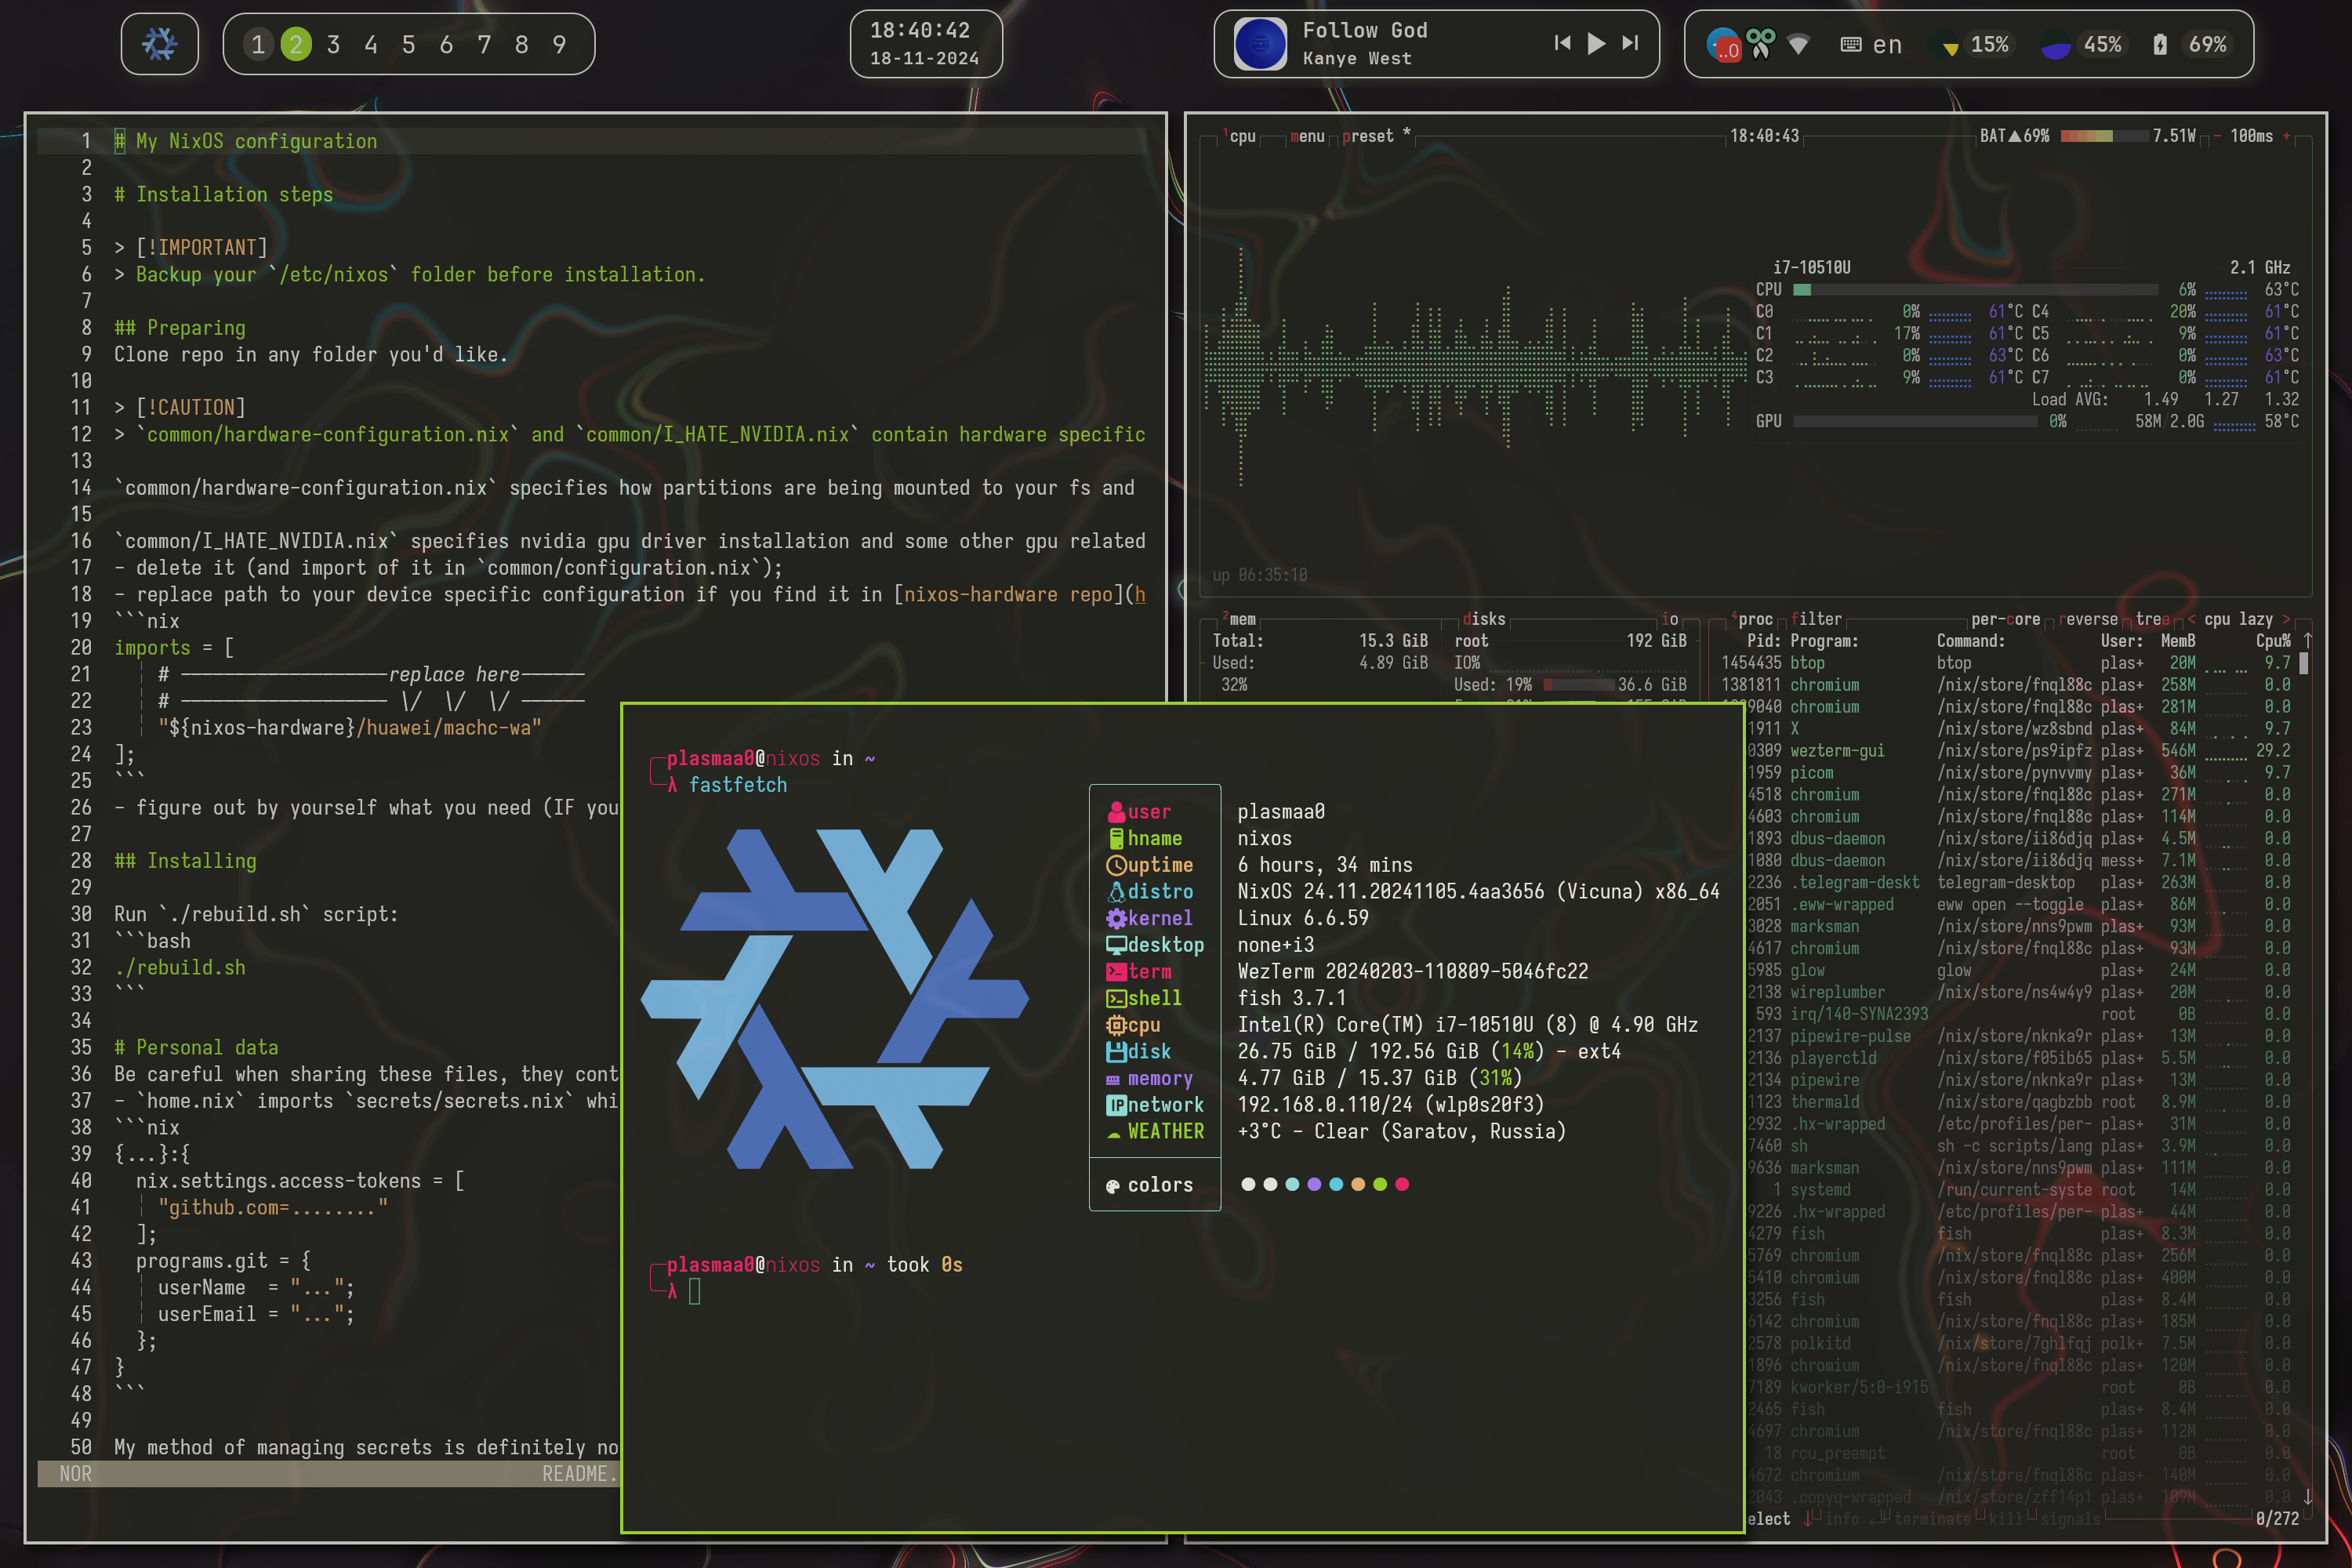 1 2 3 4 5 6 7 8 9
18:40:42
18-11-2024
Follow God
Kanye West
..0
en 15% 45% 69%
1 # My NixOS configuration
2
3 # Installation steps
4
5 > [!IMPORTANT]
6 > Backup your `/etc/nixos` folder before installation.
7
8 ## Preparing
9 Clone repo in any folder you'd like.
10
11 > [!CAUTION]
12 > `common/hardware-configuration.nix` and `common/I_HATE_NVIDIA.nix` contain hardware specific
13
14 `common/hardware-configuration.nix` specifies how partitions are being mounted to your fs and
15
16 `common/I_HATE_NVIDIA.nix` specifies nvidia gpu driver installation and some other gpu related
17 - delete it (and import of it in `common/configuration.nix`);
18 - replace path to your device specific configuration if you find it in [nixos-hardware repo](h
19 ```nix
20 imports = [
21 # -------------------replace here------
22 # ------------------- \/ \/ \/ ------
23 "${nixos-hardware}/huawei/machc-wa"
24 ];
25 ```
26 - figure out by yourself what you need (IF you
27
28 ## Installing
29
30 Run `./rebuild.sh` script:
31 ```bash
32 ./rebuild.sh
33 ```
34
35 # Personal data
36 Be careful when sharing these files, they cont
37 - `home.nix` imports `secrets/secrets.nix` whi
38 ```nix
39 {...}:{
40 nix.settings.access-tokens = [
41 "github.com=........"
42 ];
43 programs.git = {
44 userName = "...";
45 userEmail = "...";
46 };
47 }
48 ```
49
50 My method of managing secrets is definitely no
NOR README.
1cpu menu preset * 18:40:43 BAT▲69% 7.51W - 100ms +
i7-10510U 2.1 GHz
CPU 6% 63°C
C0 0% 61°C C4 20% 61°C
C1 17% 61°C C5 9% 61°C
C2 0% 63°C C6 0% 63°C
C3 9% 61°C C7 0% 61°C
Load AVG: 1.49 1.27 1.32
GPU 0% 58M/2.0G 58°C
up 06:35:10
2mem disks io
Total: 15.3 GiB root 192 GiB
Used: 4.89 GiB IO%
32% Used: 19% 36.6 GiB
4proc filter per-core reverse tree < cpu lazy >
Pid: Program: Command: User: MemB Cpu% ↑
1454435 btop btop plas+ 20M 9.7
1381811 chromium /nix/store/fnql88c plas+ 258M 0.0
9040 chromium /nix/store/fnql88c plas+ 281M 0.0
1911 X /nix/store/wz8sbnd plas+ 84M 9.7
0309 wezterm-gui /nix/store/ps9ipfz plas+ 546M 29.2
1959 picom /nix/store/pynvvmy plas+ 36M 9.7
4518 chromium /nix/store/fnql88c plas+ 271M 0.0
4603 chromium /nix/store/fnql88c plas+ 114M 0.0
1893 dbus-daemon /nix/store/ii86djq plas+ 4.5M 0.0
1080 dbus-daemon /nix/store/ii86djq mess+ 7.1M 0.0
2236 .telegram-deskt telegram-desktop plas+ 263M 0.0
2051 .eww-wrapped eww open --toggle plas+ 86M 0.0
3028 marksman /nix/store/nns9pwm plas+ 93M 0.0
4617 chromium /nix/store/fnql88c plas+ 93M 0.0
5985 glow glow plas+ 24M 0.0
2138 wireplumber /nix/store/ns4w4y9 plas+ 20M 0.0
593 irq/140-SYNA2393 root 0B 0.0
2137 pipewire-pulse /nix/store/nknka9r plas+ 13M 0.0
2136 playerctld /nix/store/f05ib65 plas+ 5.5M 0.0
2134 pipewire /nix/store/nknka9r plas+ 13M 0.0
1123 thermald /nix/store/qagbzbb root 8.9M 0.0
2932 .hx-wrapped /etc/profiles/per- plas+ 31M 0.0
7460 sh sh -c scripts/lang plas+ 3.9M 0.0
9636 marksman /nix/store/nns9pwm plas+ 111M 0.0
1 systemd /run/current-syste root 14M 0.0
9226 .hx-wrapped /etc/profiles/per- plas+ 44M 0.0
4279 fish fish plas+ 8.3M 0.0
5769 chromium /nix/store/fnql88c plas+ 256M 0.0
5410 chromium /nix/store/fnql88c plas+ 400M 0.0
3256 fish fish plas+ 8.4M 0.0
6142 chromium /nix/store/fnql88c plas+ 185M 0.0
2578 polkitd /nix/store/7ghlfqj polk+ 7.5M 0.0
1896 chromium /nix/store/fnql88c plas+ 120M 0.0
7189 kworker/5:0-i915 root 0B 0.0
2465 fish fish plas+ 8.4M 0.0
4697 chromium /nix/store/fnql88c plas+ 112M 0.0
18 rcu_preempt root 0B 0.0
4672 chromium /nix/store/fnql88c plas+ 140M 0.0
2043 .copyq-wrapped /nix/store/zff14p1 plas+ 109M 0.0 ↓
elect ↓ info ↵ terminate kill signals 0/272
plasmaa0@nixos in ~
λ fastfetch
user plasmaa0
hname nixos
uptime 6 hours, 34 mins
distro NixOS 24.11.20241105.4aa3656 (Vicuna) x86_64
kernel Linux 6.6.59
desktop none+i3
term WezTerm 20240203-110809-5046fc22
shell fish 3.7.1
cpu Intel(R) Core(TM) i7-10510U (8) @ 4.90 GHz
disk 26.75 GiB / 192.56 GiB (14%) - ext4
memory 4.77 GiB / 15.37 GiB (31%)
IP network 192.168.0.110/24 (wlp0s20f3)
WEATHER +3°C - Clear (Saratov, Russia)
colors
plasmaa0@nixos in ~ took 0s
λ